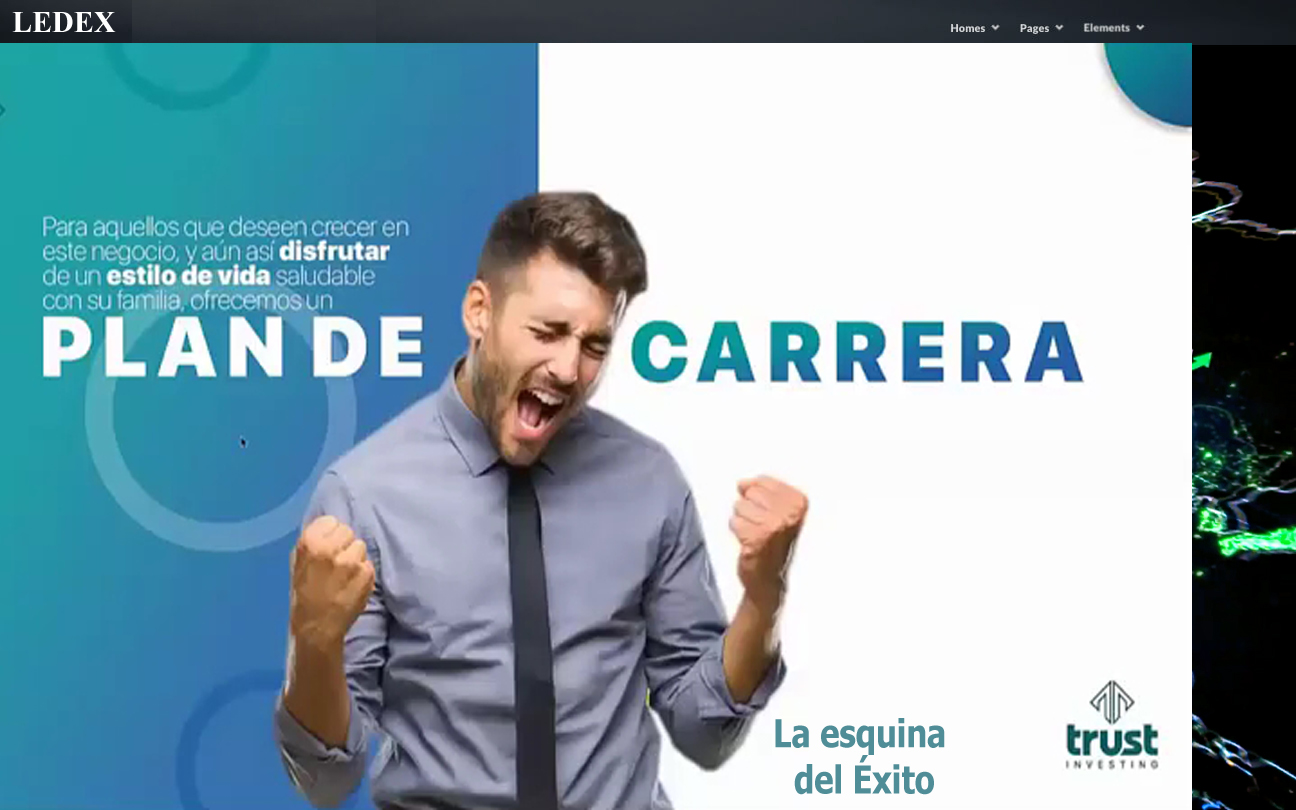 LEDEX
Homes Pages Elements
Para aquellos que deseen crecer en
este negocio, y aún así disfrutar
de un estilo de vida saludable
con su familia, ofrecemos un
PLAN DE CARRERA
La esquina
del Éxito
trust
INVESTING